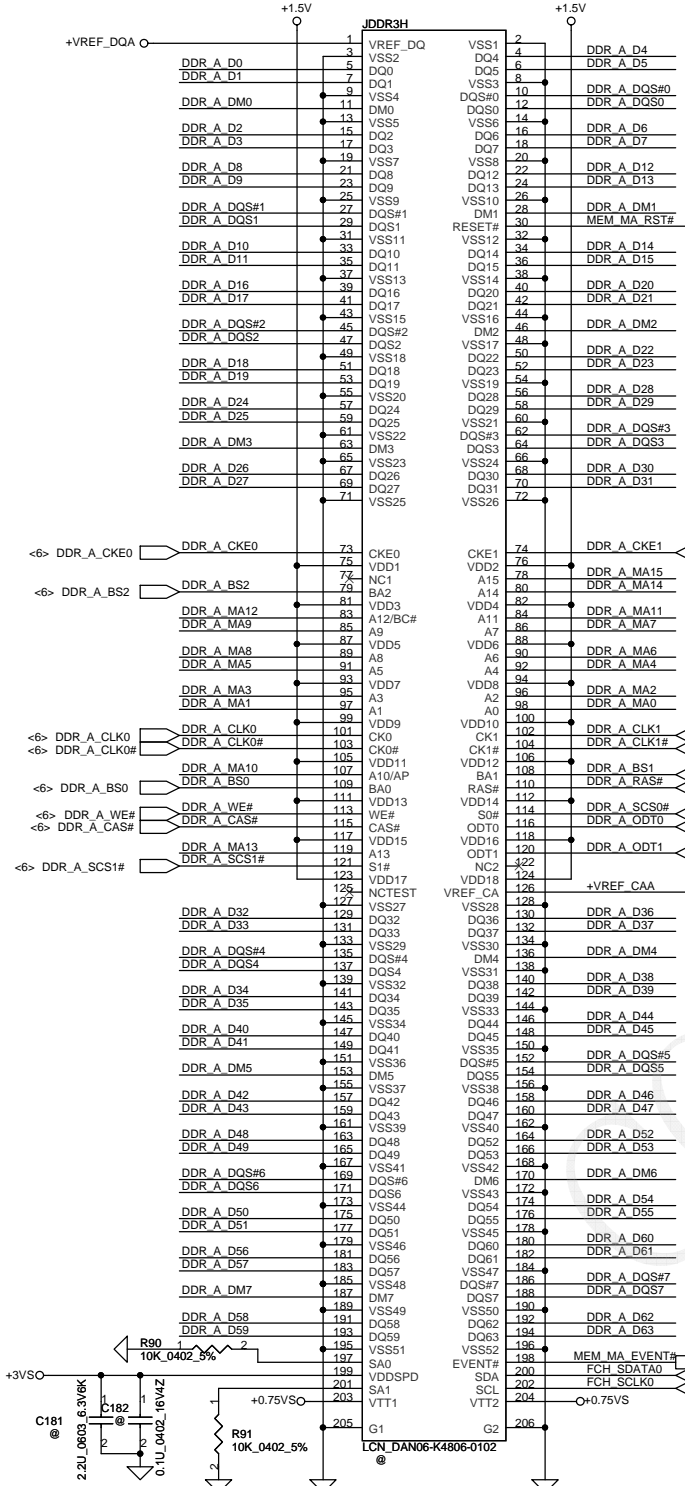 +1.5V +1.5V
JDDR3H
+VREF_DQA 1 VREF_DQ VSS1 2
3 VSS2 DQ4 4 DDR_A_D4
DDR_A_D0 5 DQ0 DQ5 6 DDR_A_D5
DDR_A_D1 7 DQ1 VSS3 8
9 VSS4 DQS#0 10 DDR_A_DQS#0
DDR_A_DM0 11 DM0 DQS0 12 DDR_A_DQS0
13 VSS5 VSS6 14
DDR_A_D2 15 DQ2 DQ6 16 DDR_A_D6
DDR_A_D3 17 DQ3 DQ7 18 DDR_A_D7
19 VSS7 VSS8 20
DDR_A_D8 21 DQ8 DQ12 22 DDR_A_D12
DDR_A_D9 23 DQ9 DQ13 24 DDR_A_D13
25 VSS9 VSS10 26
DDR_A_DQS#1 27 DQS#1 DM1 28 DDR_A_DM1
DDR_A_DQS1 29 DQS1 RESET# 30 MEM_MA_RST#
31 VSS11 VSS12 32
DDR_A_D10 33 DQ10 DQ14 34 DDR_A_D14
DDR_A_D11 35 DQ11 DQ15 36 DDR_A_D15
37 VSS13 VSS14 38
DDR_A_D16 39 DQ16 DQ20 40 DDR_A_D20
DDR_A_D17 41 DQ17 DQ21 42 DDR_A_D21
43 VSS15 VSS16 44
DDR_A_DQS#2 45 DQS#2 DM2 46 DDR_A_DM2
DDR_A_DQS2 47 DQS2 VSS17 48
49 VSS18 DQ22 50 DDR_A_D22
DDR_A_D18 51 DQ18 DQ23 52 DDR_A_D23
DDR_A_D19 53 DQ19 VSS19 54
55 VSS20 DQ28 56 DDR_A_D28
DDR_A_D24 57 DQ24 DQ29 58 DDR_A_D29
DDR_A_D25 59 DQ25 VSS21 60
61 VSS22 DQS#3 62 DDR_A_DQS#3
DDR_A_DM3 63 DM3 DQS3 64 DDR_A_DQS3
65 VSS23 VSS24 66
DDR_A_D26 67 DQ26 DQ30 68 DDR_A_D30
DDR_A_D27 69 DQ27 DQ31 70 DDR_A_D31
71 VSS25 VSS26 72
<6> DDR_A_CKE0 DDR_A_CKE0 73 CKE0 CKE1 74 DDR_A_CKE1
75 VDD1 VDD2 76
77 NC1 A15 78 DDR_A_MA15
<6> DDR_A_BS2 DDR_A_BS2 79 BA2 A14 80 DDR_A_MA14
81 VDD3 VDD4 82
DDR_A_MA12 83 A12/BC# A11 84 DDR_A_MA11
DDR_A_MA9 85 A9 A7 86 DDR_A_MA7
87 VDD5 VDD6 88
DDR_A_MA8 89 A8 A6 90 DDR_A_MA6
DDR_A_MA5 91 A5 A4 92 DDR_A_MA4
93 VDD7 VDD8 94
DDR_A_MA3 95 A3 A2 96 DDR_A_MA2
DDR_A_MA1 97 A1 A0 98 DDR_A_MA0
99 VDD9 VDD10 100
<6> DDR_A_CLK0 DDR_A_CLK0 101 CK0 CK1 102 DDR_A_CLK1
<6> DDR_A_CLK0# DDR_A_CLK0# 103 CK0# CK1# 104 DDR_A_CLK1#
105 VDD11 VDD12 106
DDR_A_MA10 107 A10/AP BA1 108 DDR_A_BS1
<6> DDR_A_BS0 DDR_A_BS0 109 BA0 RAS# 110 DDR_A_RAS#
111 VDD13 VDD14 112
<6> DDR_A_WE# DDR_A_WE# 113 WE# S0# 114 DDR_A_SCS0#
<6> DDR_A_CAS# DDR_A_CAS# 115 CAS# ODT0 116 DDR_A_ODT0
117 VDD15 VDD16 118
DDR_A_MA13 119 A13 ODT1 120 DDR_A_ODT1
<6> DDR_A_SCS1# DDR_A_SCS1# 121 S1# NC2 122
123 VDD17 VDD18 124
125 NCTEST VREF_CA 126 +VREF_CAA
127 VSS27 VSS28 128
DDR_A_D32 129 DQ32 DQ36 130 DDR_A_D36
DDR_A_D33 131 DQ33 DQ37 132 DDR_A_D37
133 VSS29 VSS30 134
DDR_A_DQS#4 135 DQS#4 DM4 136 DDR_A_DM4
DDR_A_DQS4 137 DQS4 VSS31 138
139 VSS32 DQ38 140 DDR_A_D38
DDR_A_D34 141 DQ34 DQ39 142 DDR_A_D39
DDR_A_D35 143 DQ35 VSS33 144
145 VSS34 DQ44 146 DDR_A_D44
DDR_A_D40 147 DQ40 DQ45 148 DDR_A_D45
DDR_A_D41 149 DQ41 VSS35 150
151 VSS36 DQS#5 152 DDR_A_DQS#5
DDR_A_DM5 153 DM5 DQS5 154 DDR_A_DQS5
155 VSS37 VSS38 156
DDR_A_D42 157 DQ42 DQ46 158 DDR_A_D46
DDR_A_D43 159 DQ43 DQ47 160 DDR_A_D47
161 VSS39 VSS40 162
DDR_A_D48 163 DQ48 DQ52 164 DDR_A_D52
DDR_A_D49 165 DQ49 DQ53 166 DDR_A_D53
167 VSS41 VSS42 168
DDR_A_DQS#6 169 DQS#6 DM6 170 DDR_A_DM6
DDR_A_DQS6 171 DQS6 VSS43 172
173 VSS44 DQ54 174 DDR_A_D54
DDR_A_D50 175 DQ50 DQ55 176 DDR_A_D55
DDR_A_D51 177 DQ51 VSS45 178
179 VSS46 DQ60 180 DDR_A_D60
DDR_A_D56 181 DQ56 DQ61 182 DDR_A_D61
DDR_A_D57 183 DQ57 VSS47 184
185 VSS48 DQS#7 186 DDR_A_DQS#7
DDR_A_DM7 187 DM7 DQS7 188 DDR_A_DQS7
189 VSS49 VSS50 190
DDR_A_D58 191 DQ58 DQ62 192 DDR_A_D62
DDR_A_D59 193 DQ59 DQ63 194 DDR_A_D63
R90 1 2 195 VSS51 VSS52 196
10K_0402_5% 197 SA0 EVENT# 198 MEM_MA_EVENT#
+3VS 199 VDDSPD SDA 200 FCH_SDATA0
201 SA1 SCL 202 FCH_SCLK0
+0.75VS 203 VTT1 VTT2 204 +0.75VS
205 G1 G2 206
LCN_DAN06-K4806-0102
@
C181
@
1
2
2.2U_0603_6.3V6K
C182
@
1
2
0.1U_0402_16V4Z
1
R91
10K_0402_5%
2